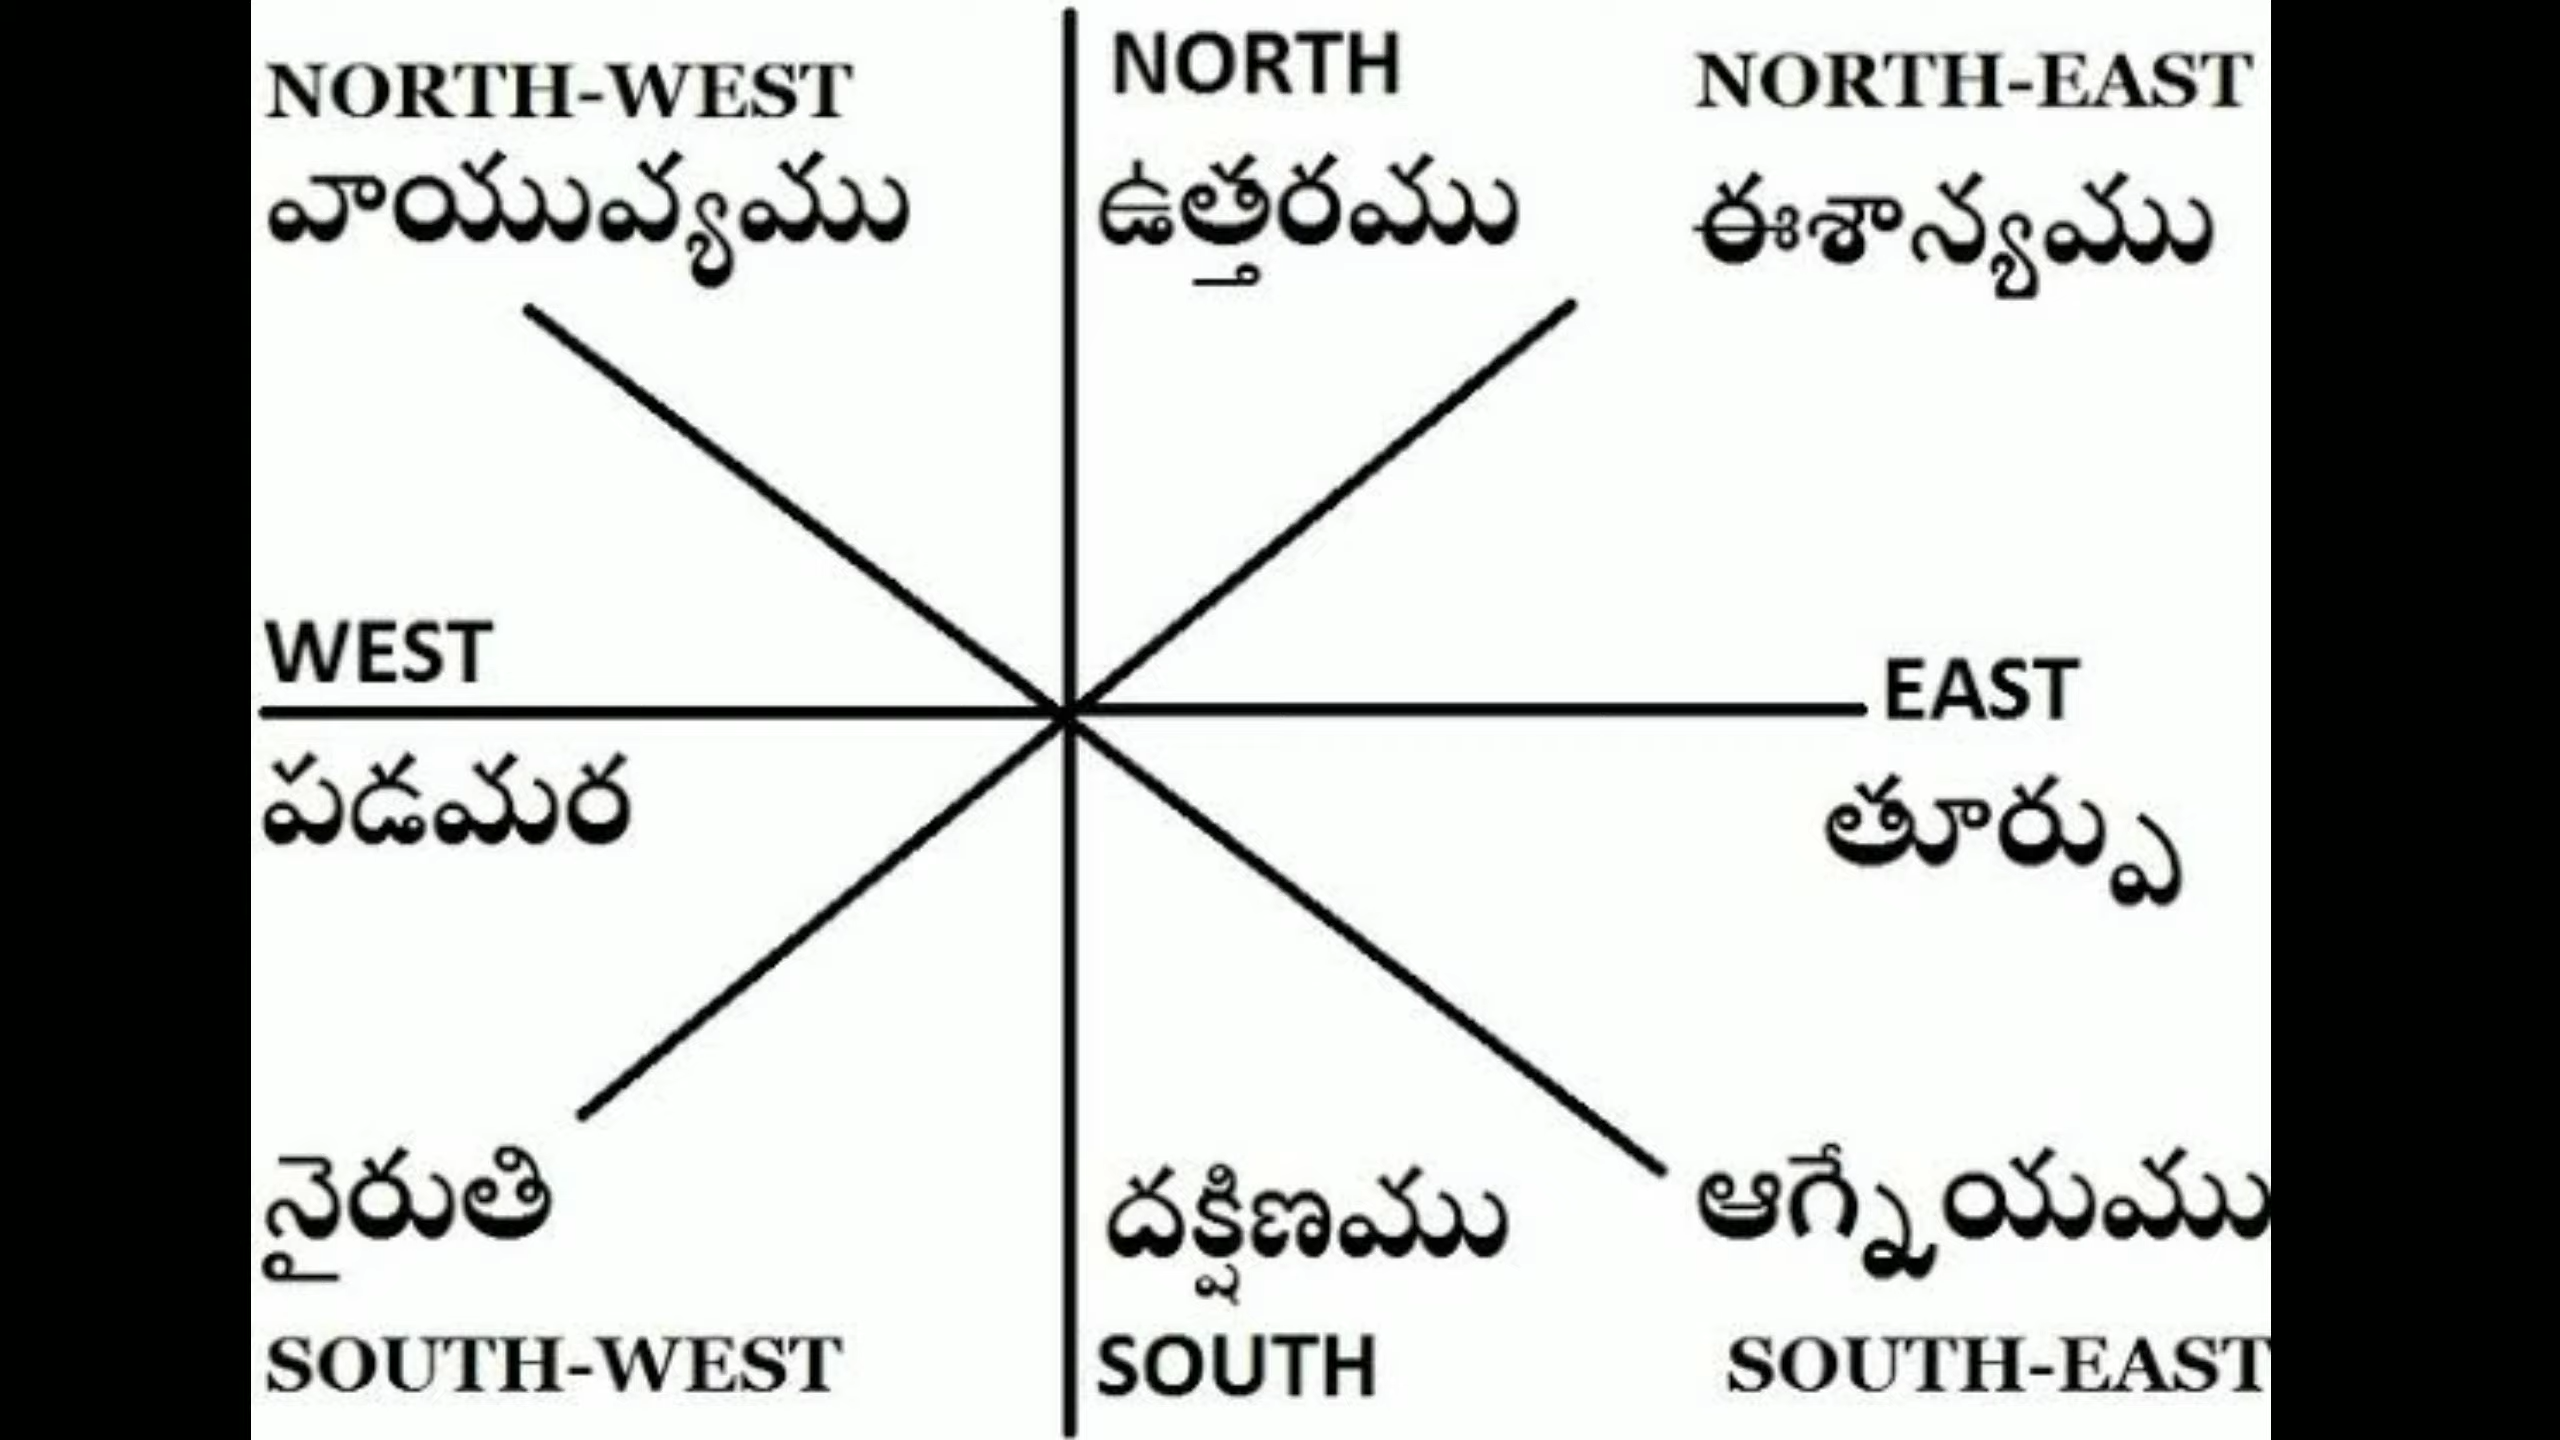 NORTH-WEST
వాయువ్యము
NORTH
ఉత్తరము
NORTH-EAST
ఈశాన్యము
WEST
పడమర
EAST
తూర్పు
నైరుతి
SOUTH-WEST
దక్షిణము
SOUTH
ఆగ్నేయము
SOUTH-EAST